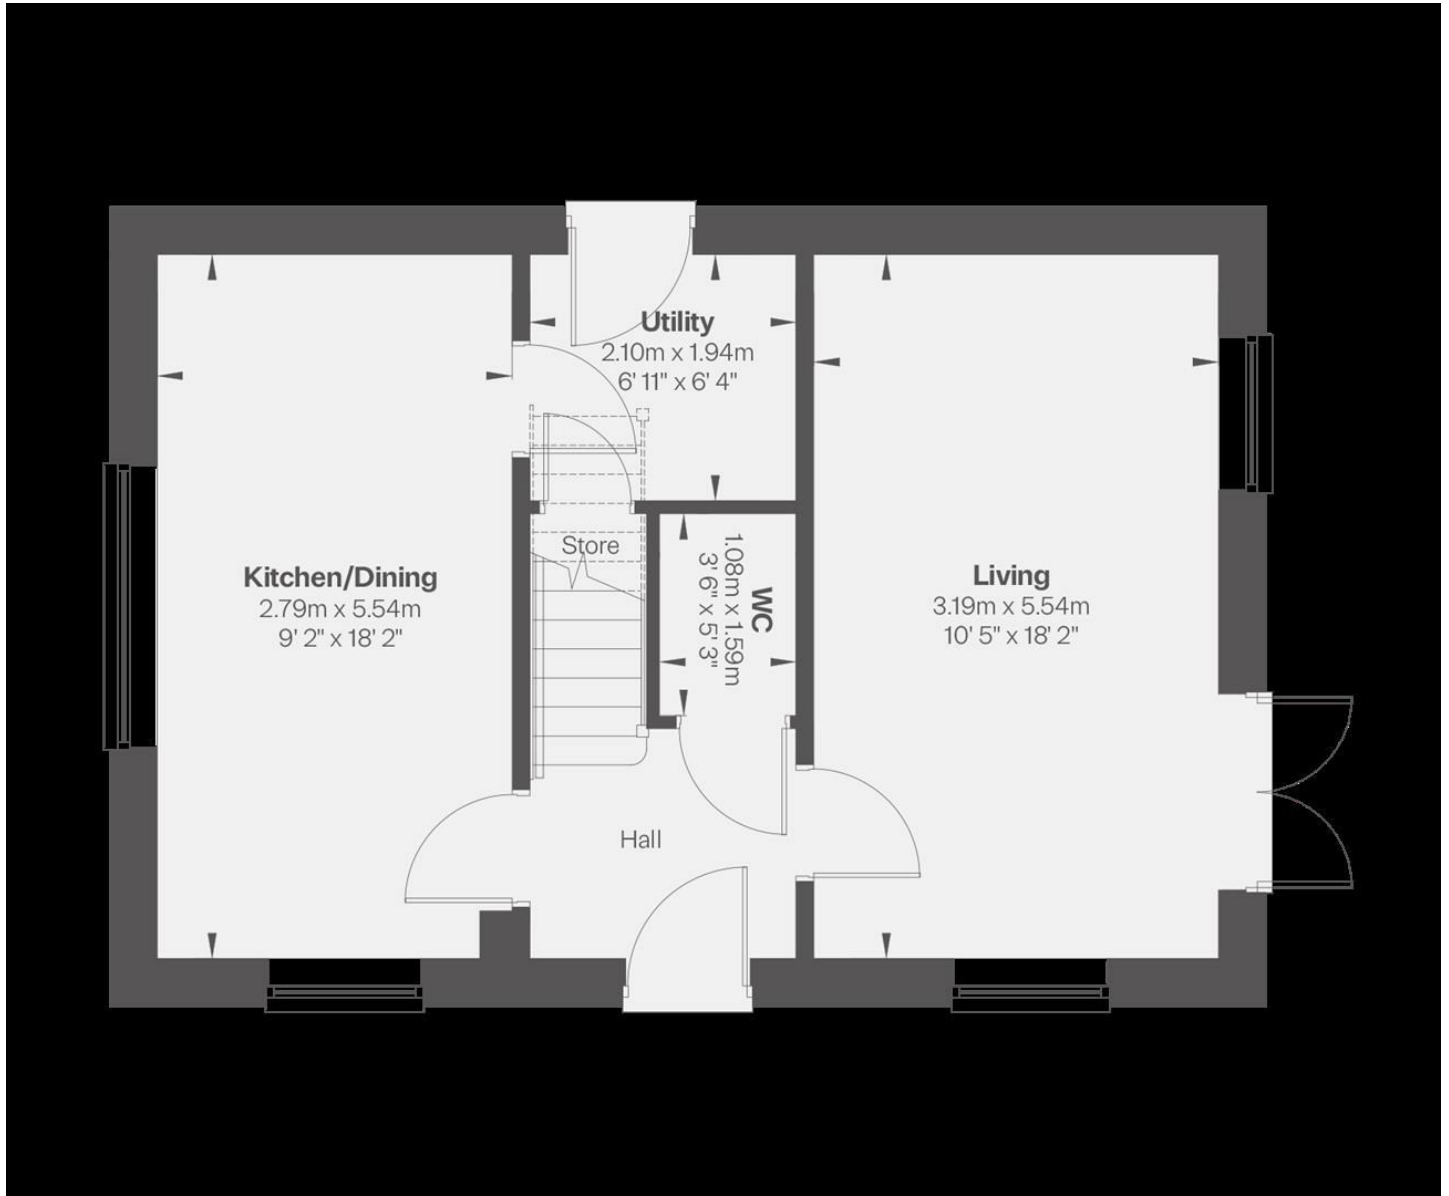 Utility
2.10m x 1.94m
6' 11" x 6' 4"
Store
Kitchen/Dining
2.79m x 5.54m
9' 2" x 18' 2"
WC
1.08m x 1.59m
3' 6" x 5' 3"
Living
3.19m x 5.54m
10' 5" x 18' 2"
Hall